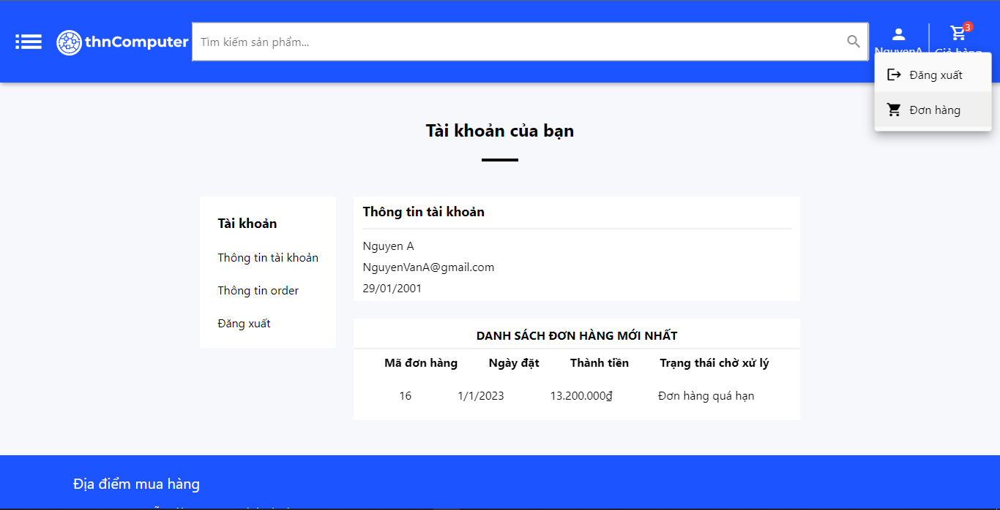 thnComputer
Tìm kiếm sản phẩm...
NguyenA
3
Giỏ hàng
Đăng xuất
Đơn hàng
Tài khoản của bạn
Tài khoản
Thông tin tài khoản
Thông tin order
Đăng xuất
Thông tin tài khoản
Nguyen A
NguyenVanA@gmail.com
29/01/2001
DANH SÁCH ĐƠN HÀNG MỚI NHẤT
Mã đơn hàng Ngày đặt Thành tiền Trạng thái chờ xử lý
16 1/1/2023 13.200.000₫ Đơn hàng quá hạn
Địa điểm mua hàng